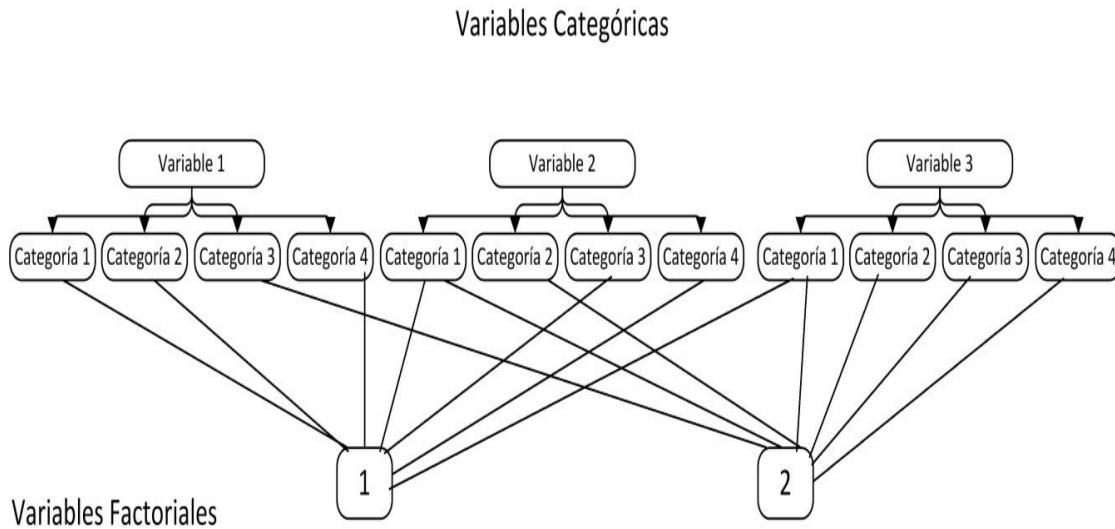 Variables Categóricas
Variable 1
Variable 2
Variable 3
Categoría 1
Categoría 2
Categoría 3
Categoría 4
Categoría 1
Categoría 2
Categoría 3
Categoría 4
Categoría 1
Categoría 2
Categoría 3
Categoría 4
1
2
Variables Factoriales